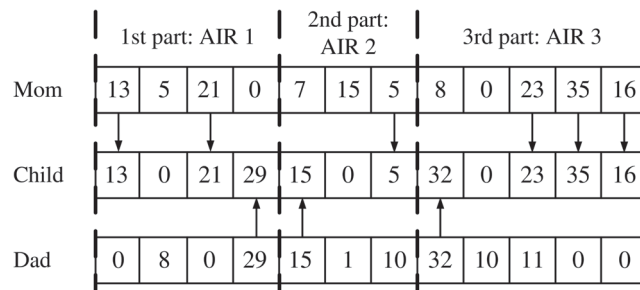 1st part: AIR 1 2nd part: AIR 2 3rd part: AIR 3
Mom 13 5 21 0 7 15 5 8 0 23 35 16
Child 13 0 21 29 15 0 5 32 0 23 35 16
Dad 0 8 0 29 15 1 10 32 10 11 0 0